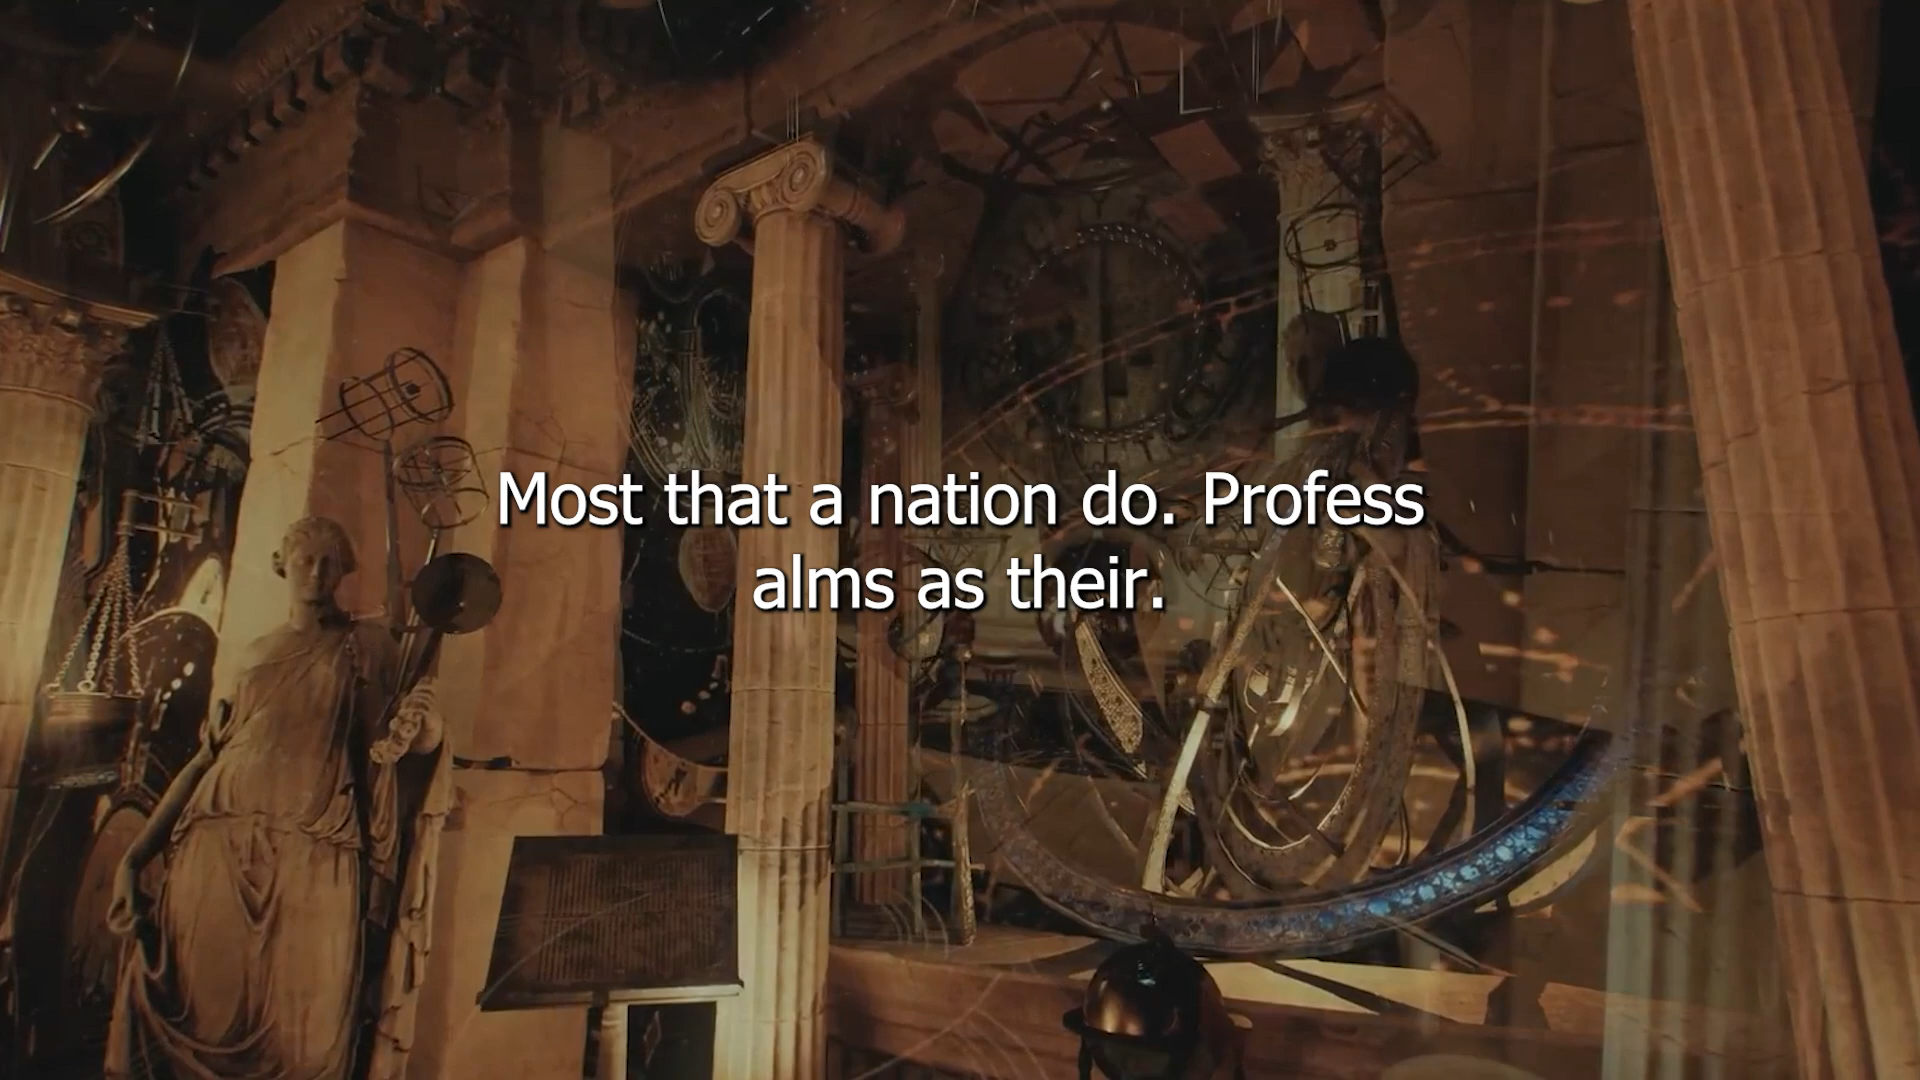 Most that a nation do. Profess
alms as their.